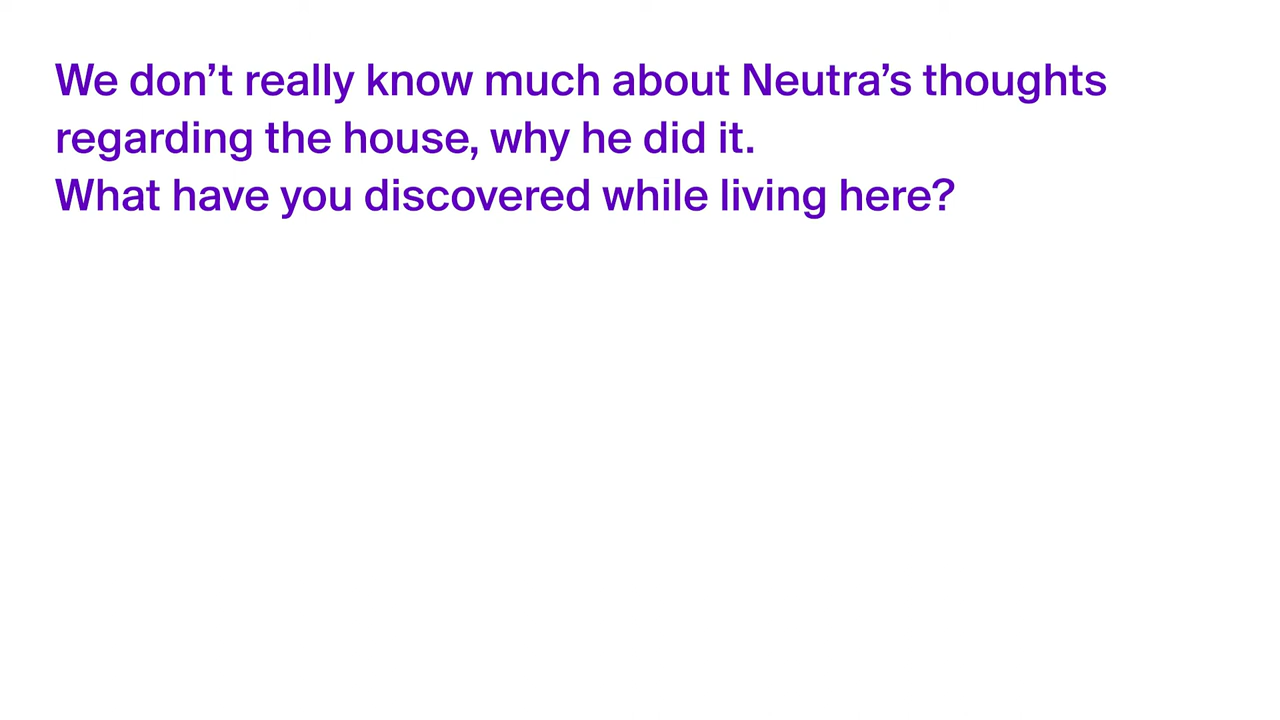 We don’t really know much about Neutra’s thoughts
regarding the house, why he did it.
What have you discovered while living here?